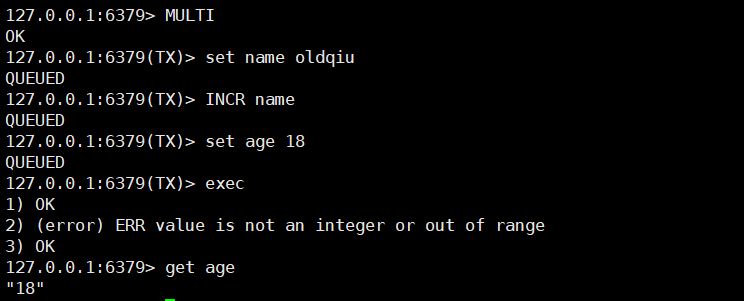 127.0.0.1:6379> MULTI
OK
127.0.0.1:6379(TX)> set name oldqiu
QUEUED
127.0.0.1:6379(TX)> INCR name
QUEUED
127.0.0.1:6379(TX)> set age 18
QUEUED
127.0.0.1:6379(TX)> exec
1) OK
2) (error) ERR value is not an integer or out of range
3) OK
127.0.0.1:6379> get age
"18"